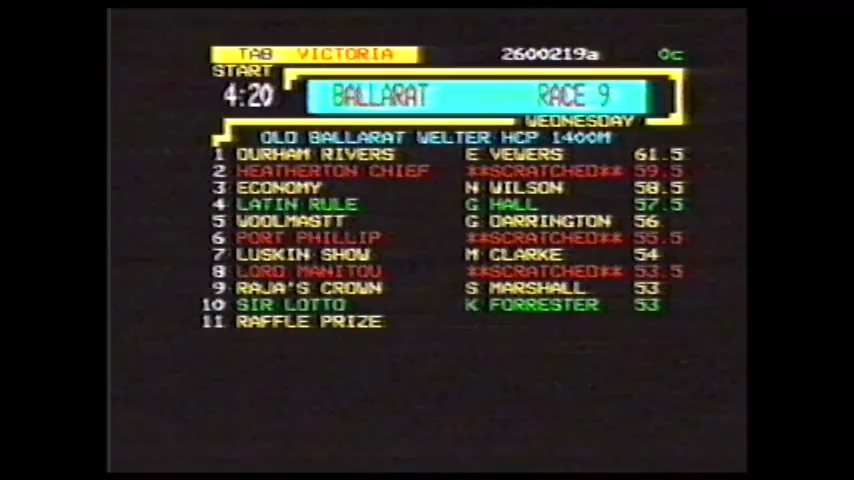 TAB VICTORIA 2600219a 0c
START
4:20 BALLARAT RACE 9
WEDNESDAY
OLD BALLARAT WELTER HCP 1400M
1 DURHAM RIVERS E VEWERS 61.5
2 HEATHERTON CHIEF **SCRATCHED** 59.5
3 ECONOMY N WILSON 58.5
4 LATIN RULE G HALL 57.5
5 WOOLMASTT G DARRINGTON 56
6 PORT PHILLIP **SCRATCHED** 55.5
7 LUSKIN SHOW M CLARKE 54
8 LORD MANITOU **SCRATCHED** 53.5
9 RAJA'S CROWN S MARSHALL 53
10 SIR LOTTO K FORRESTER 53
11 RAFFLE PRIZE